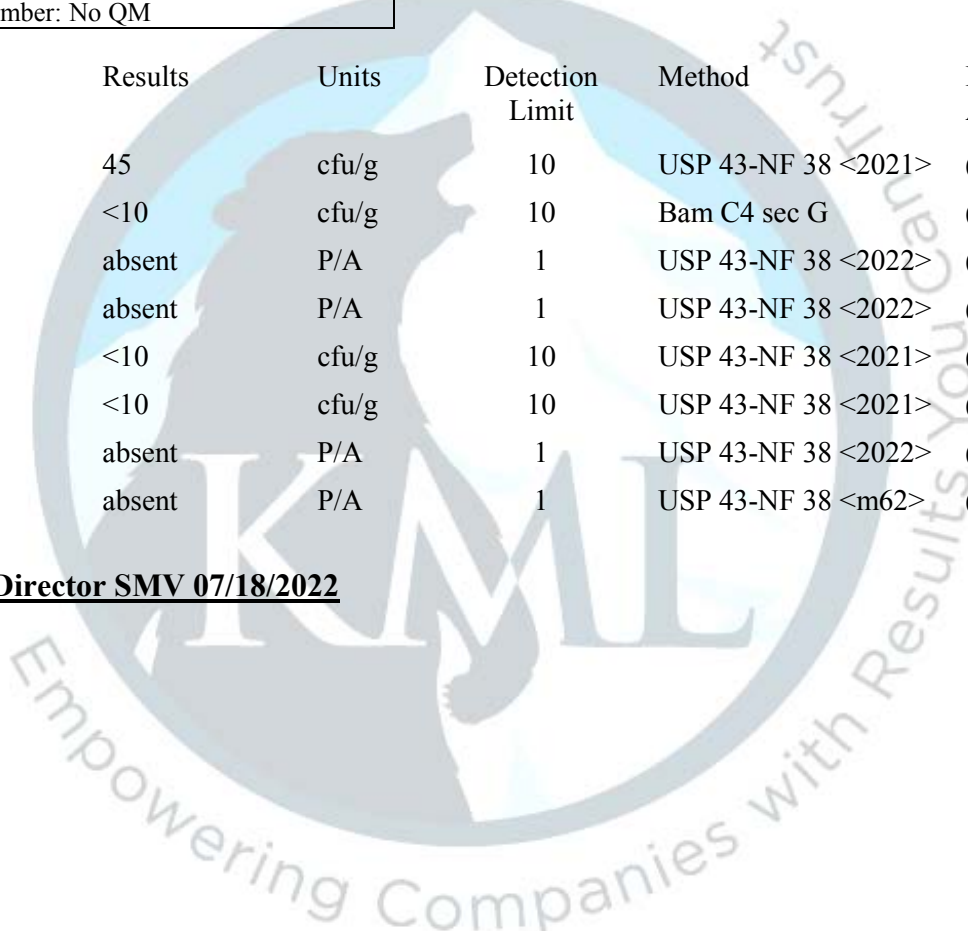 mber: No QM
Results Units Detection Limit Method
45 cfu/g 10 USP 43-NF 38 <2021>
<10 cfu/g 10 Bam C4 sec G
absent P/A 1 USP 43-NF 38 <2022>
absent P/A 1 USP 43-NF 38 <2022>
<10 cfu/g 10 USP 43-NF 38 <2021>
<10 cfu/g 10 USP 43-NF 38 <2021>
absent P/A 1 USP 43-NF 38 <2022>
absent P/A 1 USP 43-NF 38 <m62>
Director SMV 07/18/2022
KML
Empowering Companies with Results You Can Trust